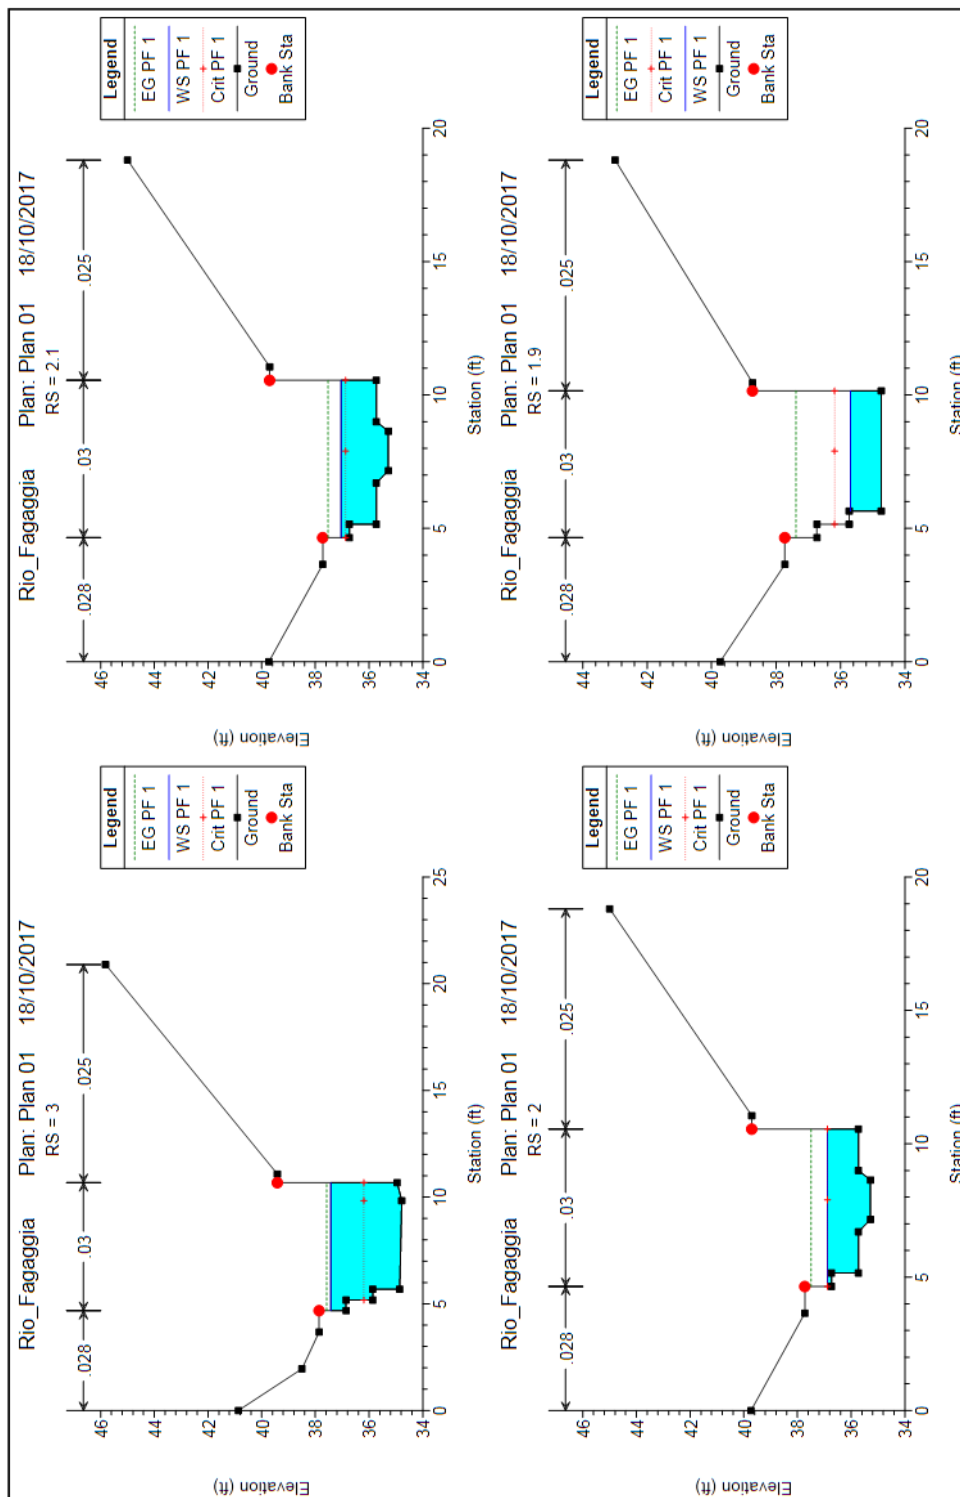 Rio_Fagaggia Plan: Plan 01 18/10/2017
RS = 3
.028
.03
.025
46
44
42
40
38
36
34
0
5
10
15
20
25
Station (ft)
Elevation (ft)
Legend
EG PF 1
WS PF 1
Crit PF 1
Ground
Bank Sta
Rio_Fagaggia Plan: Plan 01 18/10/2017
RS = 2.1
.028
.03
.025
46
44
42
40
38
36
34
0
5
10
15
20
Station (ft)
Elevation (ft)
Legend
EG PF 1
WS PF 1
Crit PF 1
Ground
Bank Sta
Rio_Fagaggia Plan: Plan 01 18/10/2017
RS = 2
.028
.03
.025
46
44
42
40
38
36
34
0
5
10
15
20
Station (ft)
Elevation (ft)
Legend
EG PF 1
WS PF 1
Crit PF 1
Ground
Bank Sta
Rio_Fagaggia Plan: Plan 01 18/10/2017
RS = 1.9
.028
.03
.025
44
42
40
38
36
34
0
5
10
15
20
Station (ft)
Elevation (ft)
Legend
EG PF 1
Crit PF 1
WS PF 1
Ground
Bank Sta